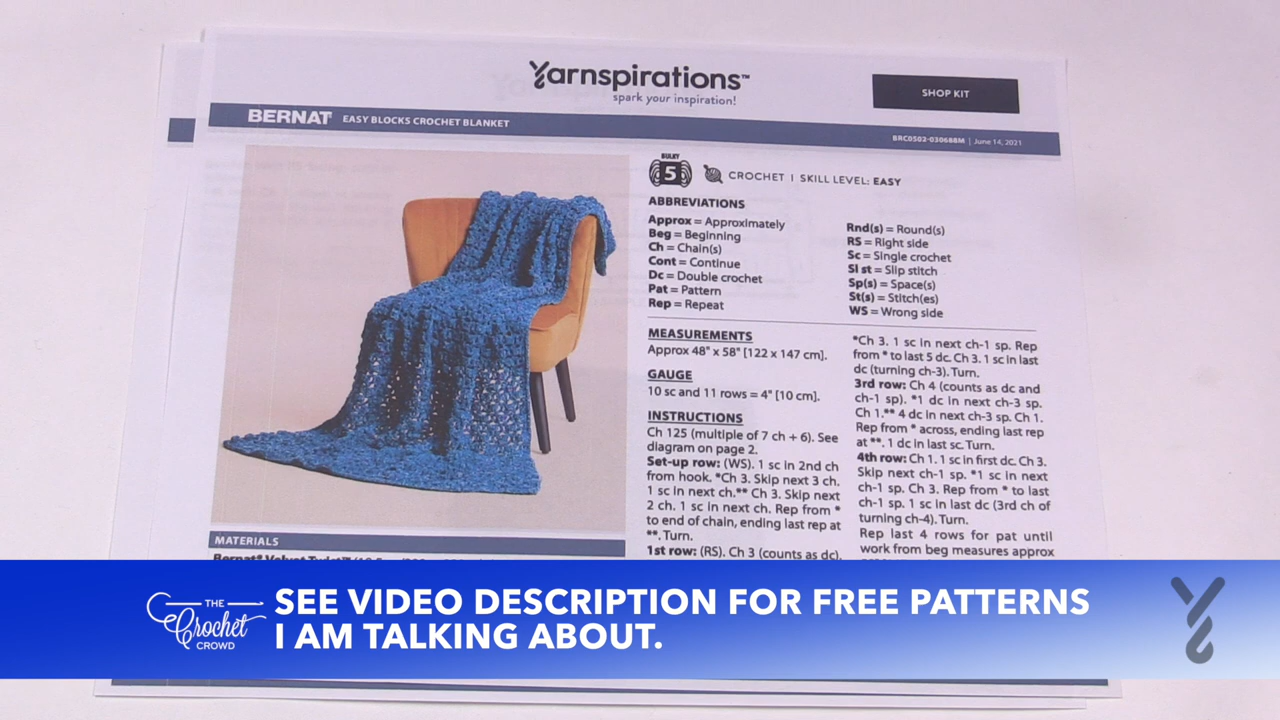 Yarnspirations™
spark your inspiration!
SHOP KIT
BERNAT® EASY BLOCKS CROCHET BLANKET
BRC0502-030688M | June 14, 2021
BULKY
5
CROCHET | SKILL LEVEL: EASY
ABBREVIATIONS
Approx = Approximately
Beg = Beginning
Ch = Chain(s)
Cont = Continue
Dc = Double crochet
Pat = Pattern
Rep = Repeat
Rnd(s) = Round(s)
RS = Right side
Sc = Single crochet
Sl st = Slip stitch
Sp(s) = Space(s)
St(s) = Stitch(es)
WS = Wrong side
MEASUREMENTS
Approx 48" x 58" [122 x 147 cm].
GAUGE
10 sc and 11 rows = 4" [10 cm].
INSTRUCTIONS
Ch 125 (multiple of 7 ch + 6). See
diagram on page 2.
Set-up row: (WS). 1 sc in 2nd ch
from hook. *Ch 3. Skip next 3 ch.
1 sc in next ch.** Ch 3. Skip next
2 ch. 1 sc in next ch. Rep from *
to end of chain, ending last rep at
**. Turn.
1st row: (RS). Ch 3 (counts as dc).
*Ch 3. 1 sc in next ch-1 sp. Rep
from * to last 5 dc. Ch 3. 1 sc in last
dc (turning ch-3). Turn.
3rd row: Ch 4 (counts as dc and
ch-1 sp). *1 dc in next ch-3 sp.
Ch 1.** 4 dc in next ch-3 sp. Ch 1.
Rep from * across, ending last rep
at **. 1 dc in last sc. Turn.
4th row: Ch 1. 1 sc in first dc. Ch 3.
Skip next ch-1 sp. *1 sc in next
ch-1 sp. Ch 3. Rep from * to last
ch-1 sp. 1 sc in last dc (3rd ch of
turning ch-4). Turn.
Rep last 4 rows for pat until
work from beg measures approx
MATERIALS
Bernat® Velvet Twist™
THE
Crochet
CROWD
SEE VIDEO DESCRIPTION FOR FREE PATTERNS
I AM TALKING ABOUT.